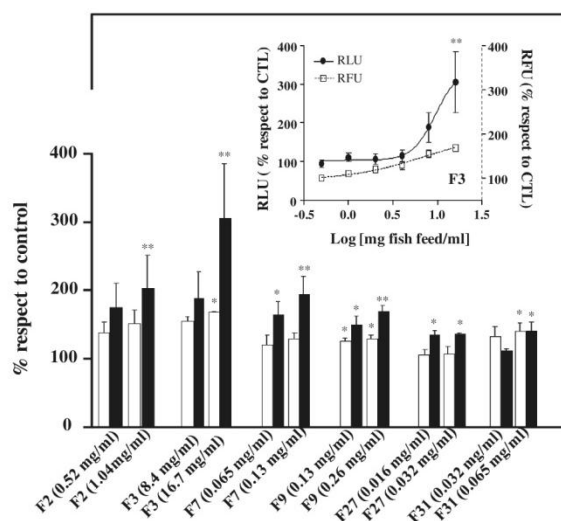 **
400
400
RLU
RFU
300
300
200
200
100
100
0
RLU ( % respect to CTL)
RFU (% respect to CTL)
F3
-0.5 0.0 0.5 1.0 1.5
Log [mg fish feed/ml]
400
300
200
100
0
% respect to control
**
**
*
*
**
* *
* **
* *
* *
F2 (0.52 mg/ml)
F2 (1.04mg/ml)
F3 (8.4 mg/ml)
F3 (16.7 mg/ml)
F7 (0.065 mg/ml)
F7 (0.13 mg/ml)
F9 (0.13 mg/ml)
F9 (0.26 mg/ml)
F27 (0.016 mg/ml)
F27 (0.032 mg/ml)
F31 (0.032 mg/ml)
F31 (0.065 mg/ml)